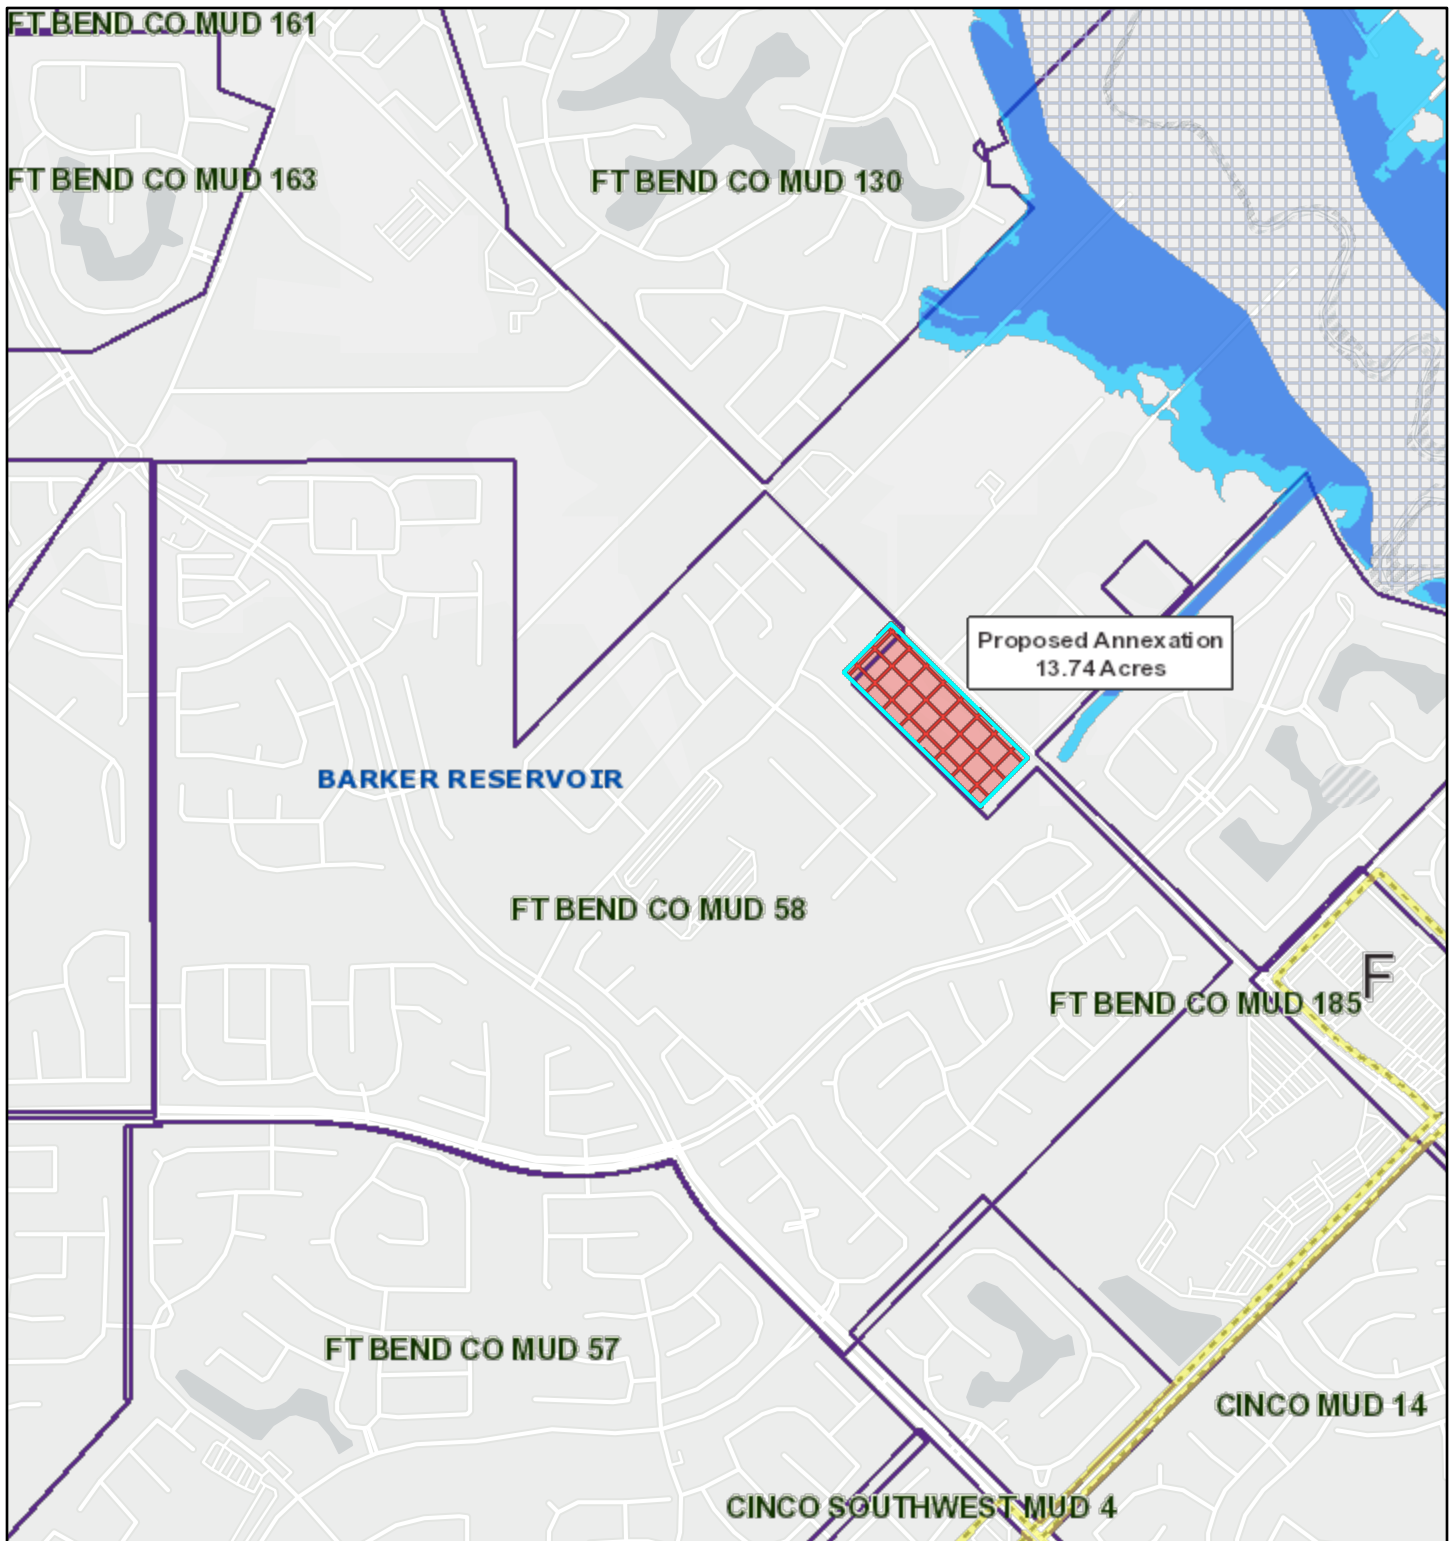 FT BEND CO MUD 161
FT BEND CO MUD 163
FT BEND CO MUD 130
Proposed Annexation
13.74 Acres
BARKER RESERVOIR
FT BEND CO MUD 58
F
FT BEND CO MUD 185
FT BEND CO MUD 57
CINCO MUD 14
CINCO SOUTHWEST MUD 4